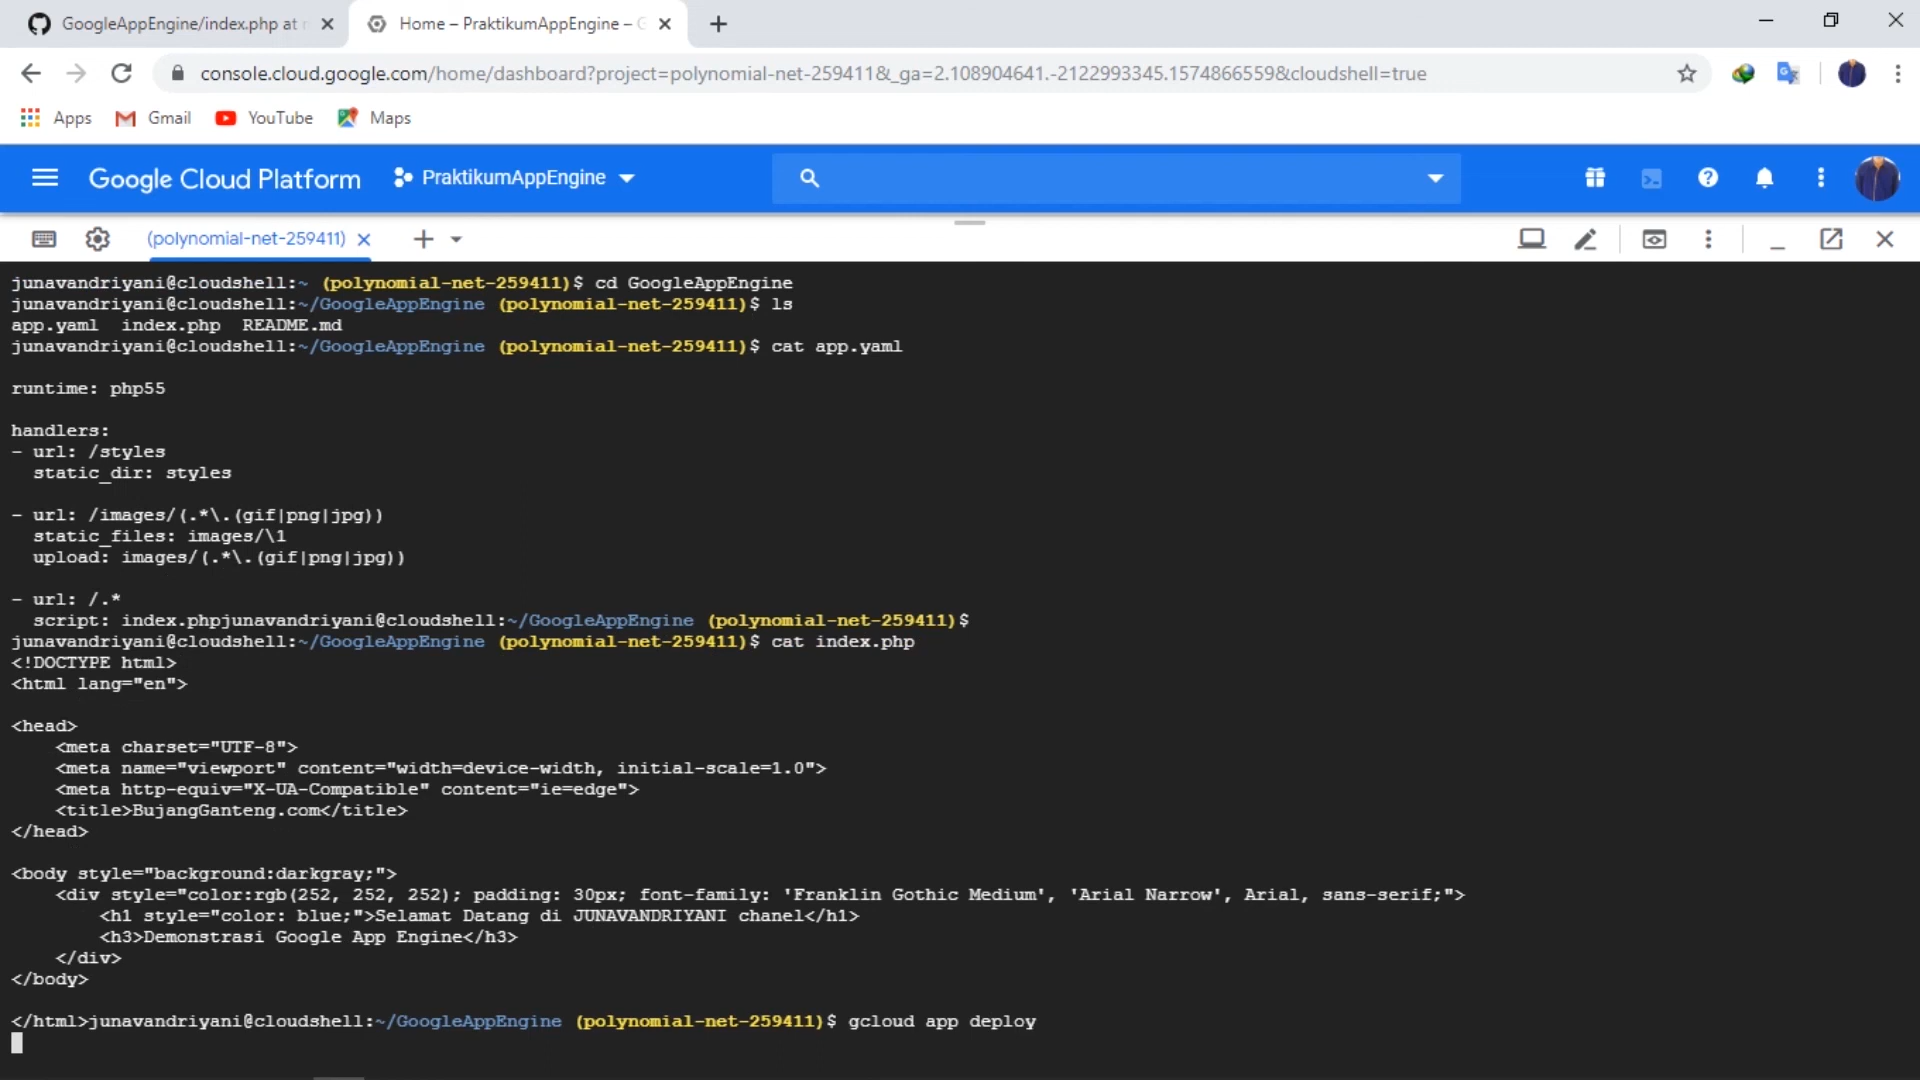 GoogleAppEngine/index.php at
Home – PraktikumAppEngine –
console.cloud.google.com/home/dashboard?project=polynomial-net-259411&_ga=2.108904641.-2122993345.1574866559&cloudshell=true
Apps Gmail YouTube Maps
Google Cloud Platform PraktikumAppEngine
(polynomial-net-259411)
junavandriyani@cloudshell:~ (polynomial-net-259411)$ cd GoogleAppEngine
junavandriyani@cloudshell:~/GoogleAppEngine (polynomial-net-259411)$ ls
app.yaml  index.php  README.md
junavandriyani@cloudshell:~/GoogleAppEngine (polynomial-net-259411)$ cat app.yaml
runtime: php55
handlers:
- url: /styles
  static_dir: styles
- url: /images/(.*\.(gif|png|jpg))
  static_files: images/\1
  upload: images/(.*\.(gif|png|jpg))
- url: /.*
  script: index.phpjunavandriyani@cloudshell:~/GoogleAppEngine (polynomial-net-259411)$
junavandriyani@cloudshell:~/GoogleAppEngine (polynomial-net-259411)$ cat index.php
<!DOCTYPE html>
<html lang="en">
<head>
    <meta charset="UTF-8">
    <meta name="viewport" content="width=device-width, initial-scale=1.0">
    <meta http-equiv="X-UA-Compatible" content="ie=edge">
    <title>BujangGanteng.com</title>
</head>
<body style="background:darkgray;">
    <div style="color:rgb(252, 252, 252); padding: 30px; font-family: 'Franklin Gothic Medium', 'Arial Narrow', Arial, sans-serif;">
        <h1 style="color: blue;">Selamat Datang di JUNAVANDRIYANI chanel</h1>
        <h3>Demonstrasi Google App Engine</h3>
    </div>
</body>
</html>junavandriyani@cloudshell:~/GoogleAppEngine (polynomial-net-259411)$ gcloud app deploy